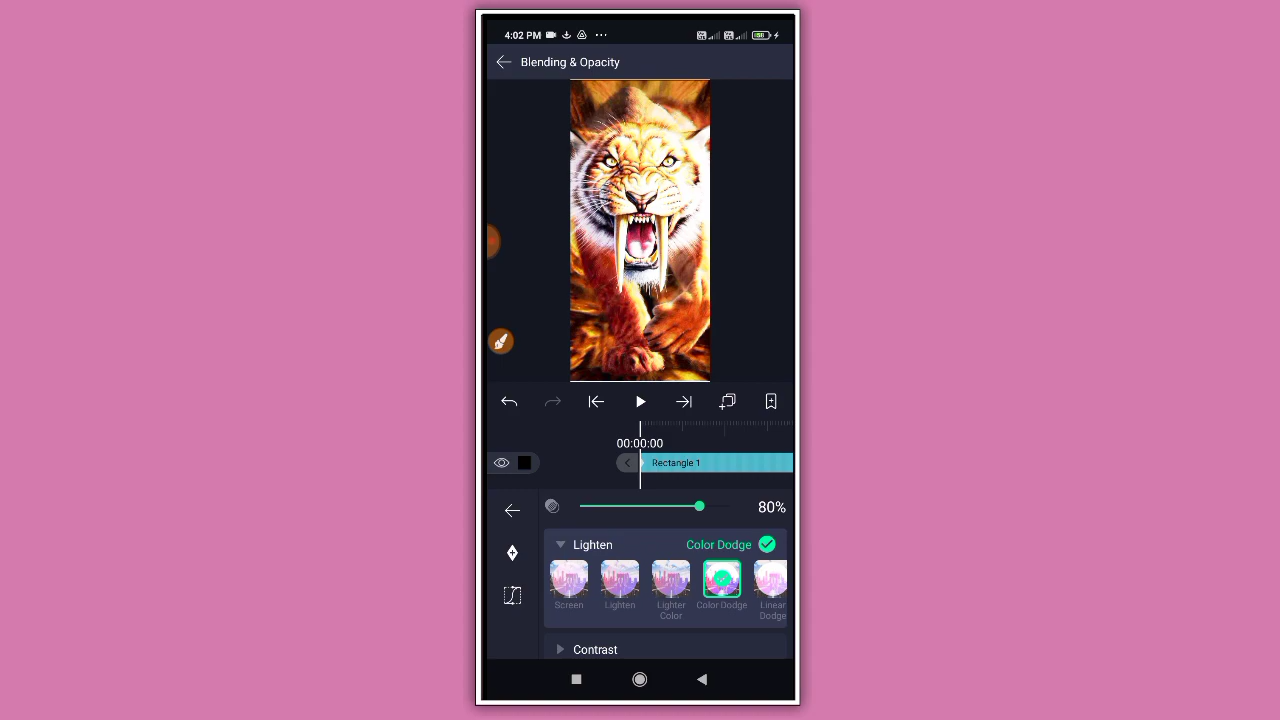 4:02 PM
Blending & Opacity
00:00:00
Rectangle 1
80%
Lighten Color Dodge
Screen Lighten Lighter Color Color Dodge Linear Dodge
Contrast